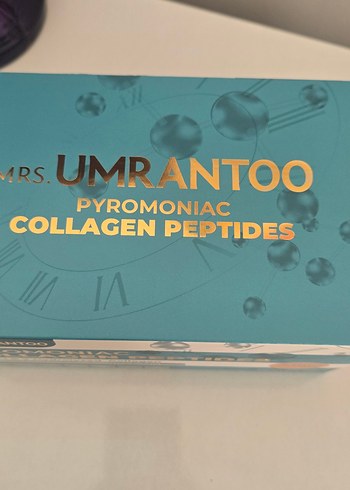 MRS. UMRANTOO
PYROMONIAC
COLLAGEN PEPTIDES